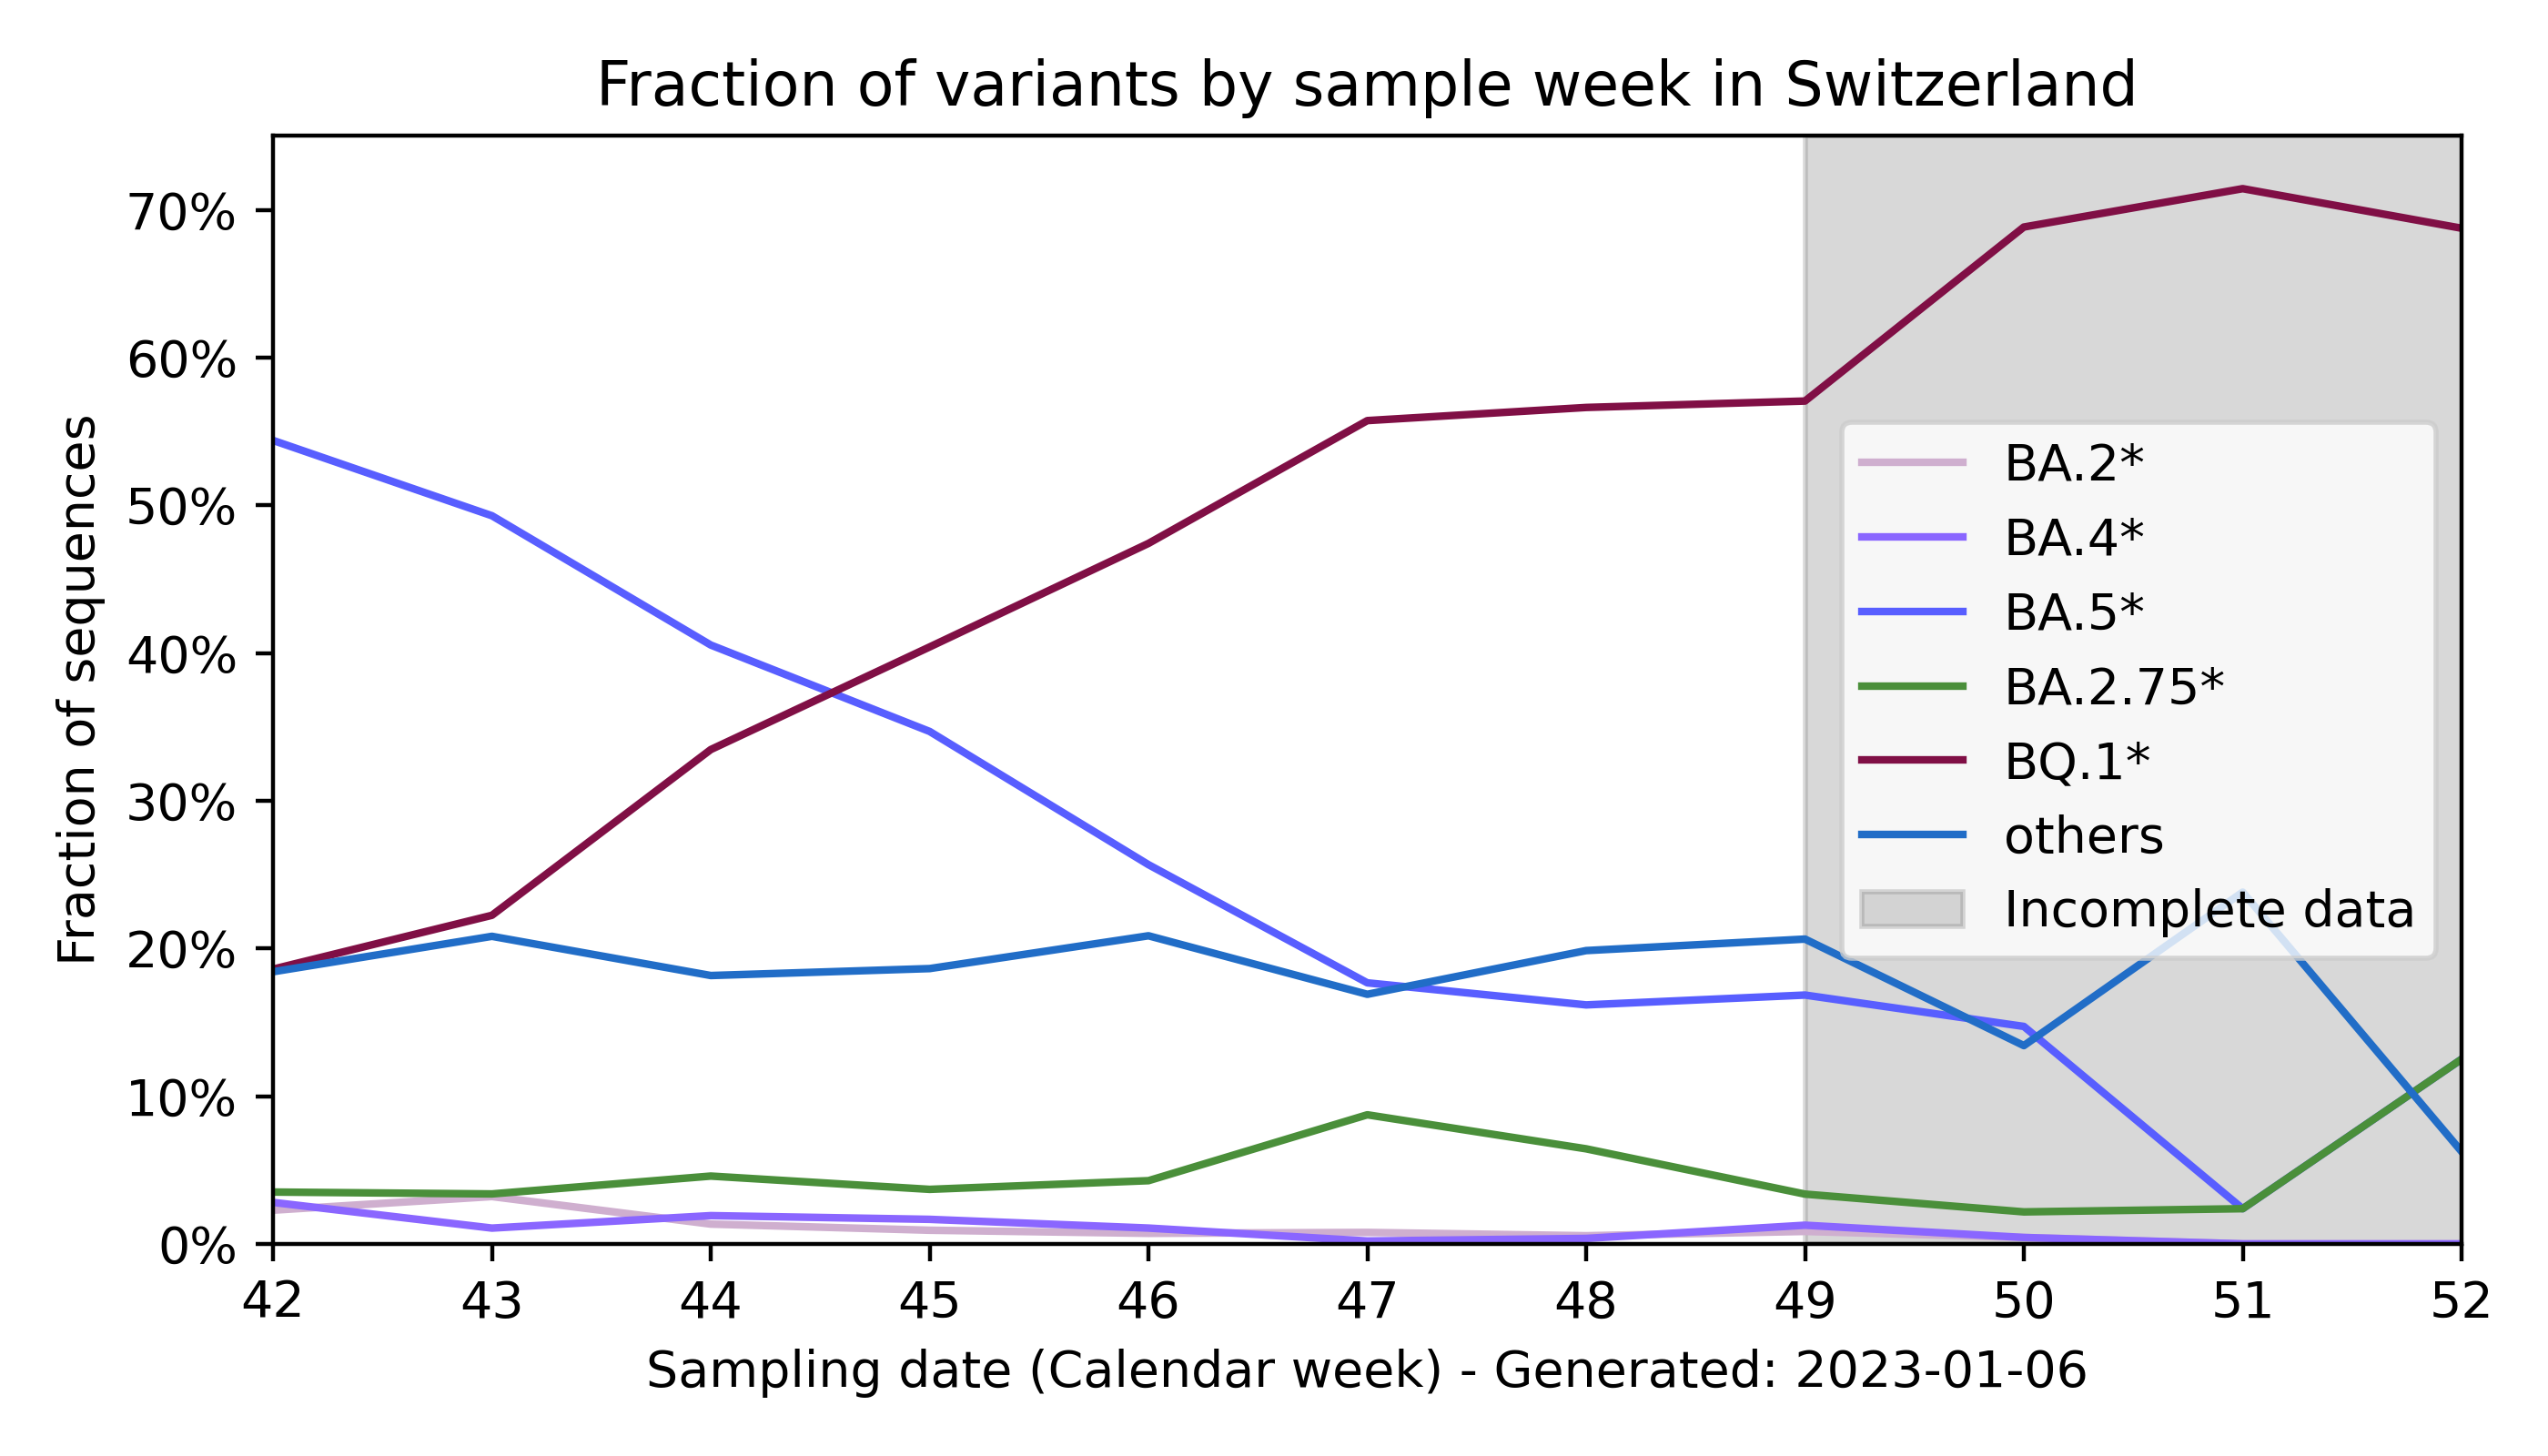 Fraction of variants by sample week in Switzerland
Fraction of sequences
70%
60%
50%
40%
30%
20%
10%
0%
BA.2*
BA.4*
BA.5*
BA.2.75*
BQ.1*
others
Incomplete data
42 43 44 45 46 47 48 49 50 51 52
Sampling date (Calendar week) - Generated: 2023-01-06